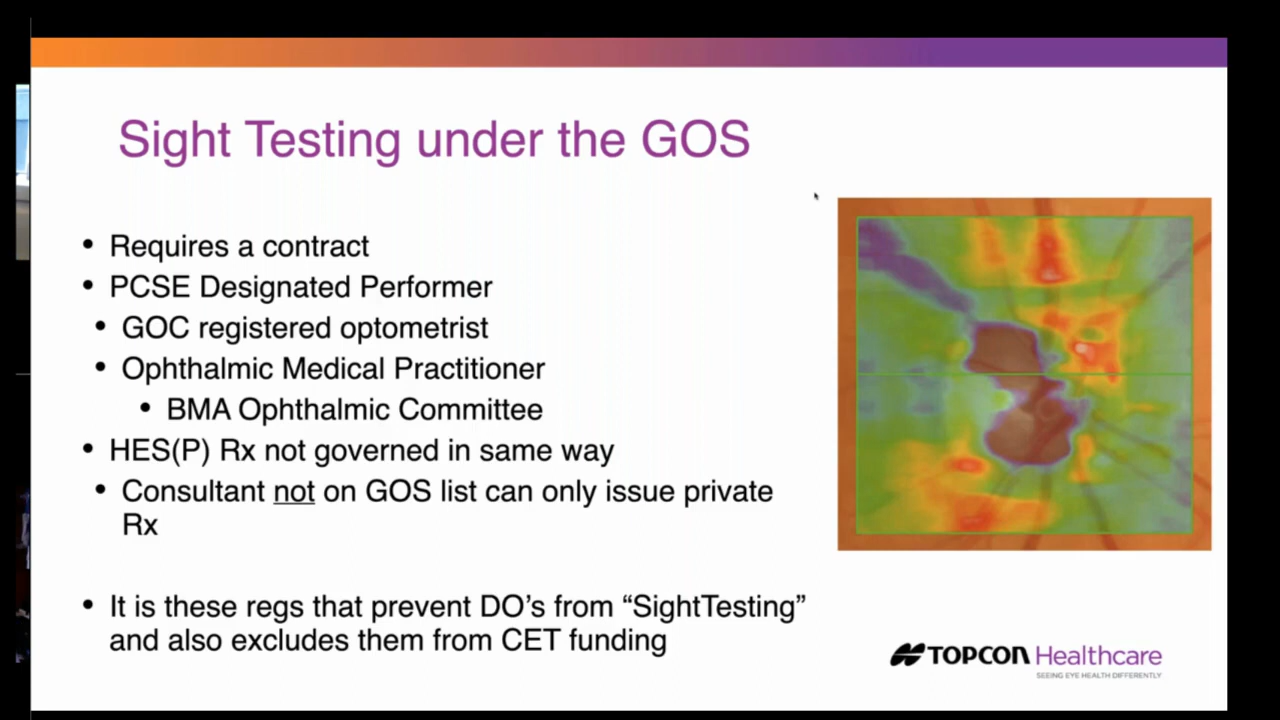 Sight Testing under the GOS
• Requires a contract
• PCSE Designated Performer
• GOC registered optometrist
• Ophthalmic Medical Practitioner
• BMA Ophthalmic Committee
• HES(P) Rx not governed in same way
• Consultant not on GOS list can only issue private
Rx
• It is these regs that prevent DO’s from “SightTesting”
and also excludes them from CET funding
TOPCON Healthcare
SEEING EYE HEALTH DIFFERENTLY